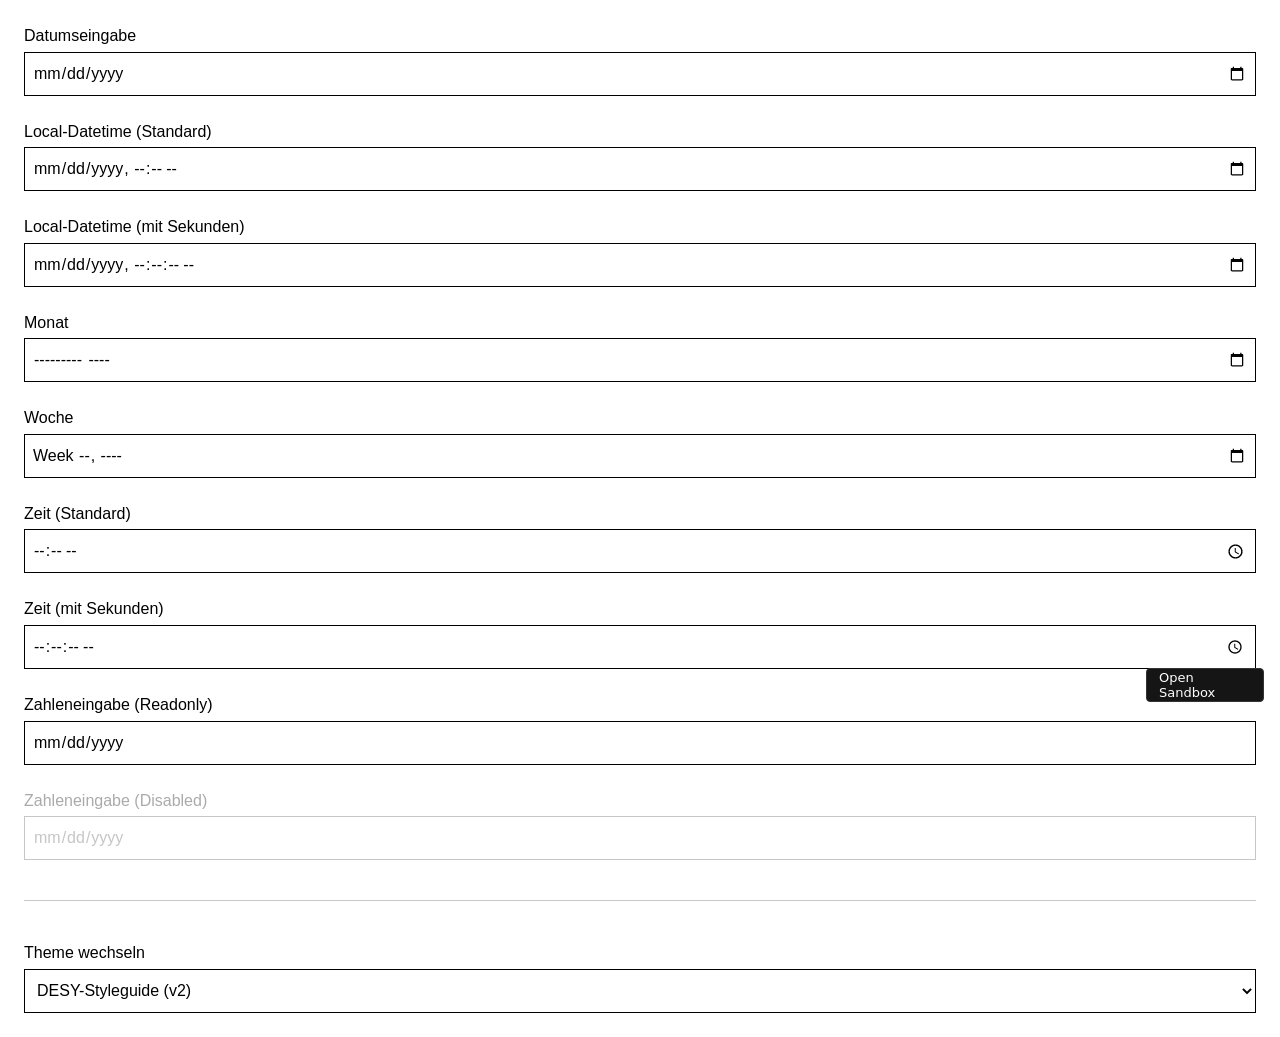 Datumseingabe
mm/dd/yyyy
Local-Datetime (Standard)
mm/dd/yyyy, --:-- --
Local-Datetime (mit Sekunden)
mm/dd/yyyy, --:--:-- --
Monat
--------- ----
Woche
Week --, ----
Zeit (Standard)
--:-- --
Zeit (mit Sekunden)
--:--:-- --
Open
Sandbox
Zahleneingabe (Readonly)
mm/dd/yyyy
Zahleneingabe (Disabled)
mm/dd/yyyy
Theme wechseln
DESY-Styleguide (v2)